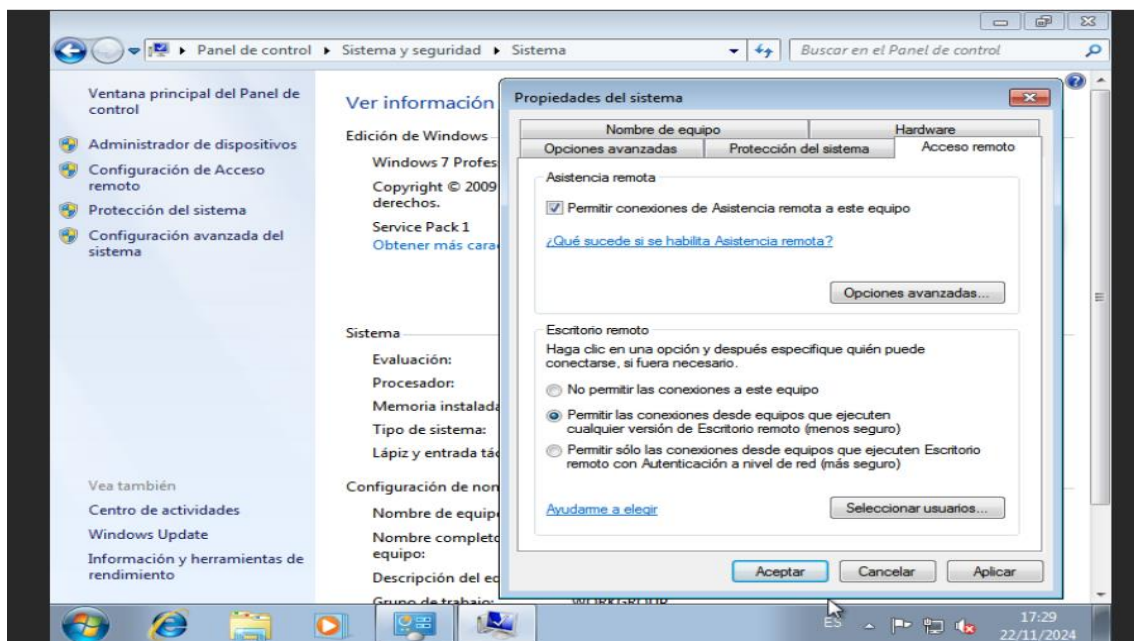 Panel de control
Sistema y seguridad
Sistema
Buscar en el Panel de control
Ventana principal del Panel de
control
Administrador de dispositivos
Configuración de Acceso
remoto
Protección del sistema
Configuración avanzada del
sistema
Vea también
Centro de actividades
Windows Update
Información y herramientas de
rendimiento
Ver información
Edición de Windows
Windows 7 Profes
Copyright © 2009
derechos.
Service Pack 1
Obtener más cara
Sistema
Evaluación:
Procesador:
Memoria instalada
Tipo de sistema:
Lápiz y entrada tác
Configuración de non
Nombre de equip
Nombre completo
equipo:
Descripción del eq
Grupo de trabajo:
WORKGROUP
Propiedades del sistema
Nombre de equipo
Hardware
Opciones avanzadas
Protección del sistema
Acceso remoto
Asistencia remota
Permitir conexiones de Asistencia remota a este equipo
¿Qué sucede si se habilita Asistencia remota?
Opciones avanzadas...
Escritorio remoto
Haga clic en una opción y después especifique quién puede
conectarse, si fuera necesario.
No permitir las conexiones a este equipo
Permitir las conexiones desde equipos que ejecuten
cualquier versión de Escritorio remoto (menos seguro)
Permitir sólo las conexiones desde equipos que ejecuten Escritorio
remoto con Autenticación a nivel de red (más seguro)
Ayudarme a elegir
Seleccionar usuarios...
Aceptar
Cancelar
Aplicar
ES
17:29
22/11/2024